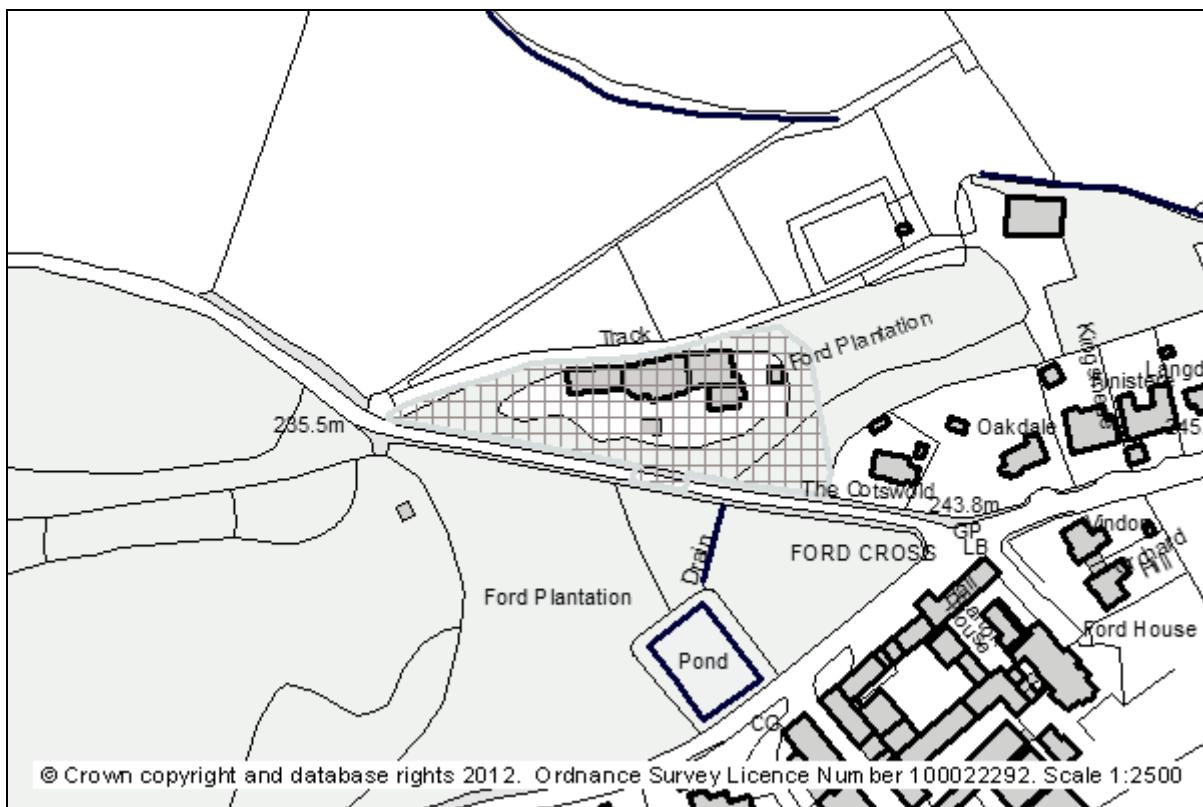 Track
Ford Plantation
Oakdale
235.5m
The Cotswold
243.8m
GP
LB
FORD CROSS
Drain
Ford Plantation
Pond
Hill
Ford House
CG
© Crown copyright and database rights 2012. Ordnance Survey Licence Number 100022292. Scale 1:2500